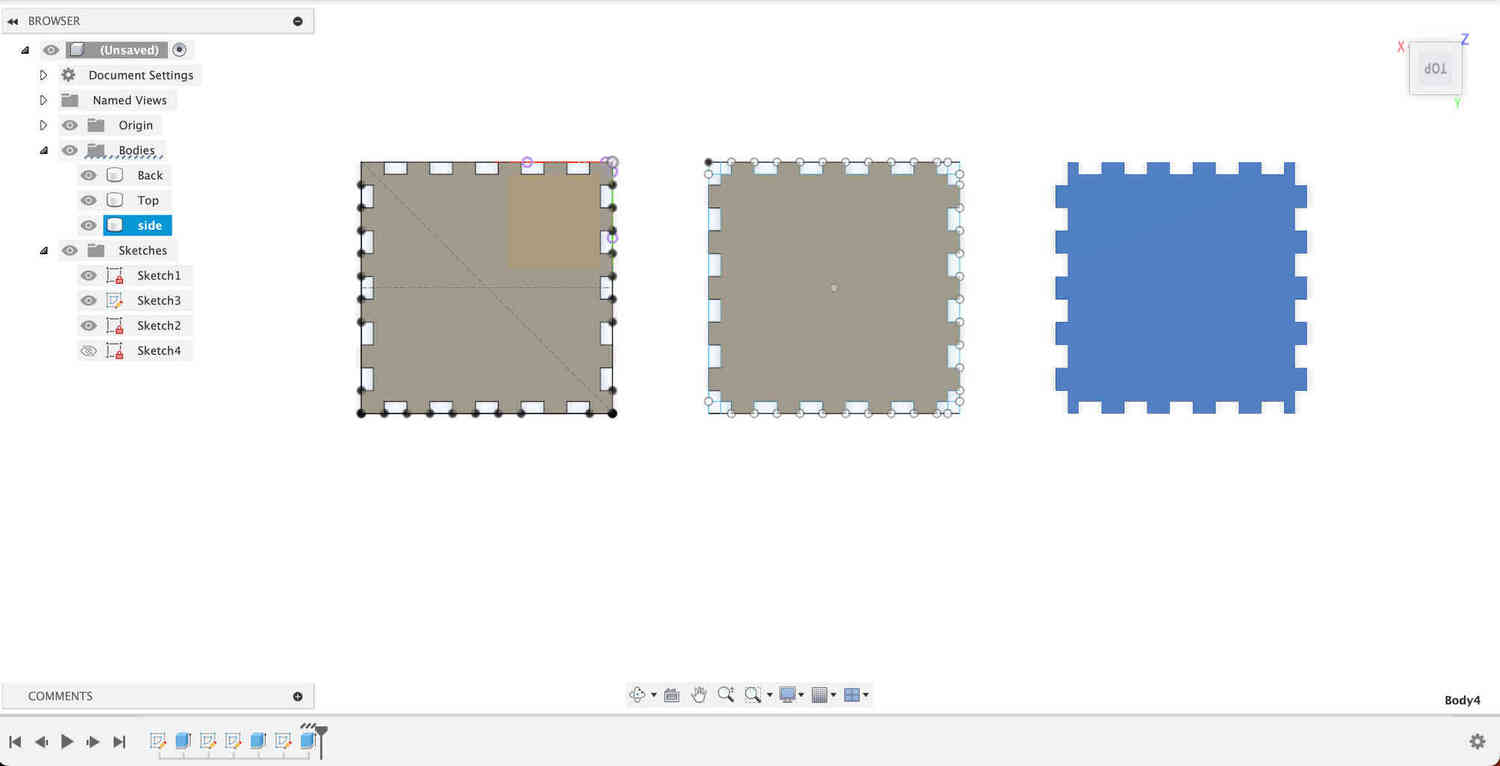 BROWSER
(Unsaved)
Document Settings
Named Views
Origin
Bodies
Back
Top
side
Sketches
Sketch1
Sketch3
Sketch2
Sketch4
X
Z
TOP
Y
COMMENTS
Body4